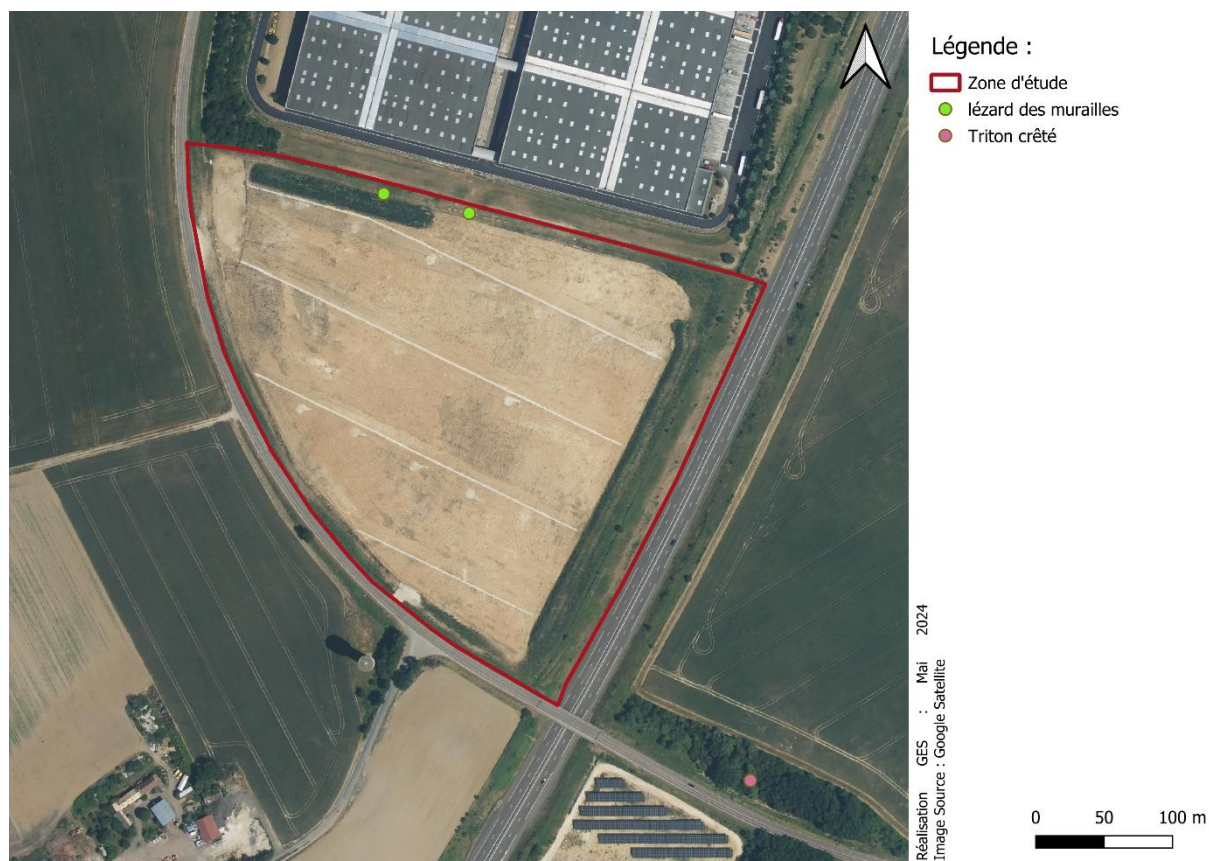 Légende :
Zone d'étude
lézard des murailles
Triton crêté
Réalisation GES : Mai 2024
Image Source : Google Satellite
0 50 100 m